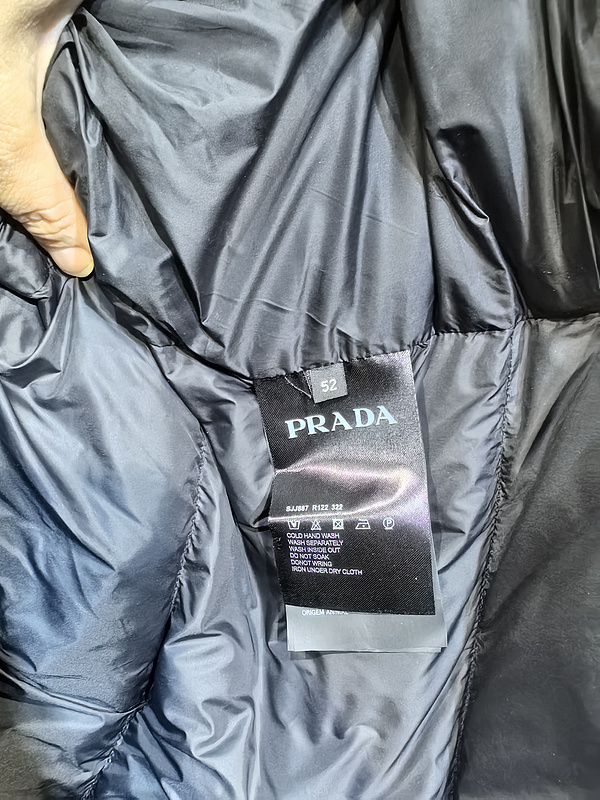 52
PRADA
SJJ887 R122 322
COLD HAND WASH
WASH SEPARATELY
WASH INSIDE OUT
DO NOT SOAK
DONOT WRING
IRON UNDER DRY CLOTH
ORIGEM ANIMAL